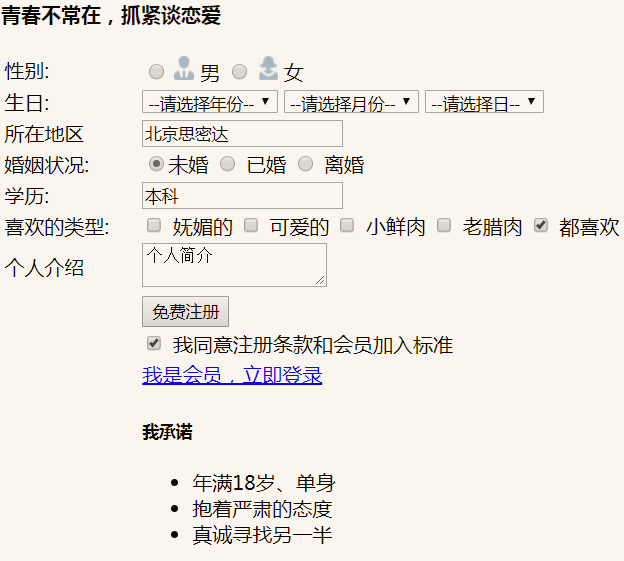 青春不常在，抓紧谈恋爱
性别: 男 女
生日: --请选择年份-- --请选择月份-- --请选择日--
所在地区 北京思密达
婚姻状况: 未婚 已婚 离婚
学历: 本科
喜欢的类型: 妩媚的 可爱的 小鲜肉 老腊肉 都喜欢
个人介绍 个人简介
免费注册
我同意注册条款和会员加入标准
我是会员，立即登录
我承诺
年满18岁、单身
抱着严肃的态度
真诚寻找另一半